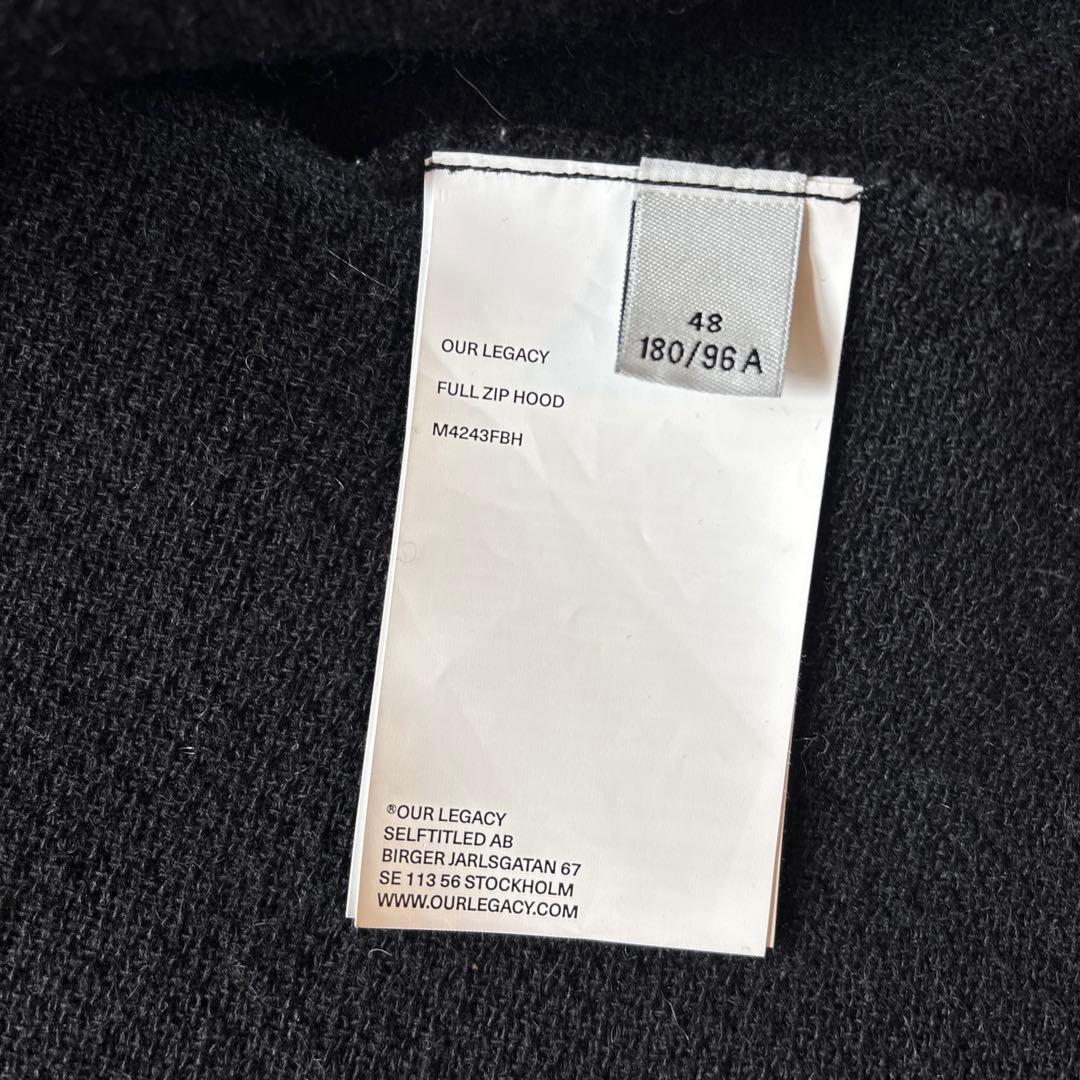 48
180/96 A
OUR LEGACY
FULL ZIP HOOD
M4243FBH
®OUR LEGACY
SELFTITLED AB
BIRGER JARLSGATAN 67
SE 113 56 STOCKHOLM
WWW.OURLEGACY.COM